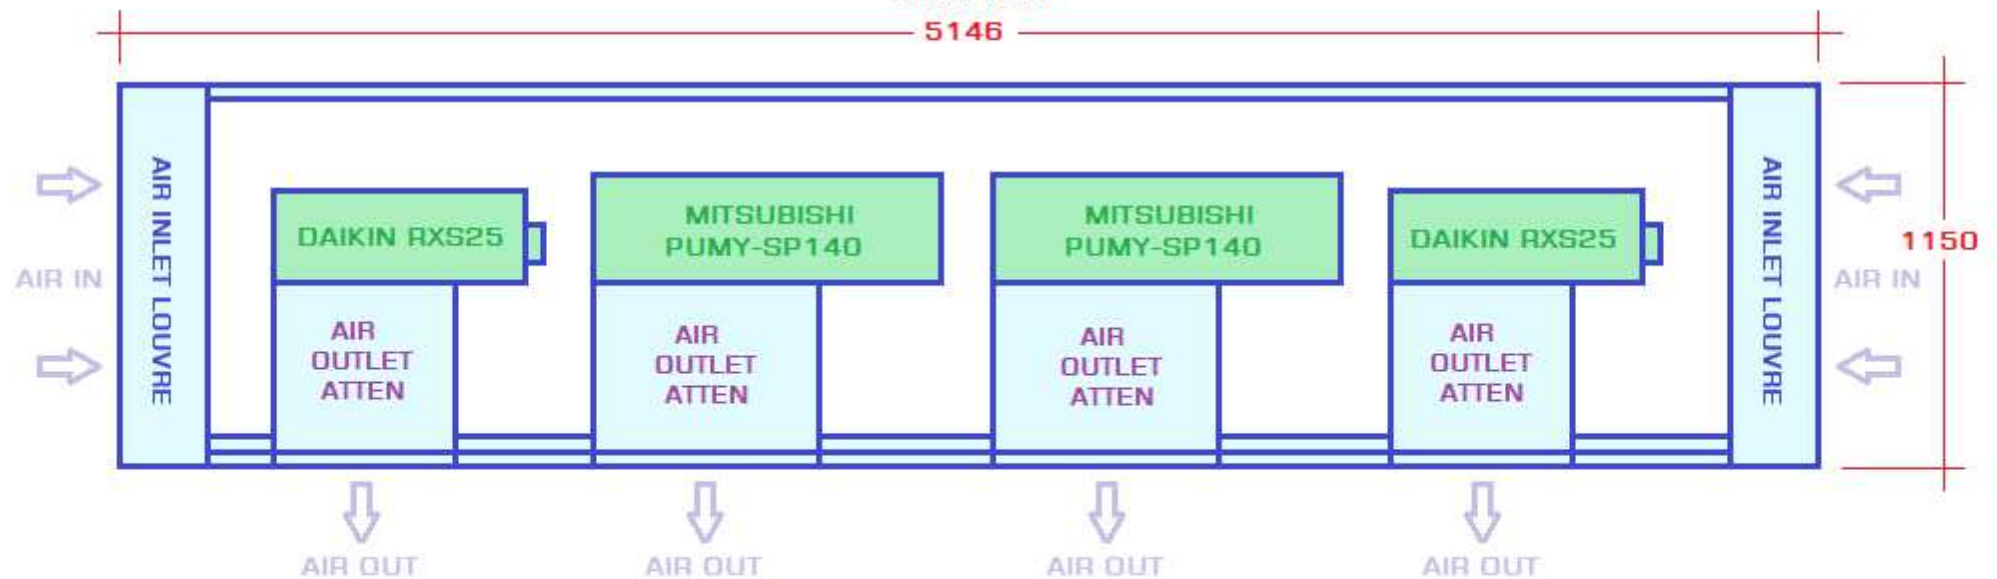 5146
AIR INLET LOUVRE
DAIKIN RXS25
MITSUBISHI
PUMY-SP140
MITSUBISHI
PUMY-SP140
DAIKIN RXS25
AIR INLET LOUVRE
1150
AIR IN
AIR IN
AIR
OUTLET
ATTEN
AIR
OUTLET
ATTEN
AIR
OUTLET
ATTEN
AIR
OUTLET
ATTEN
AIR OUT
AIR OUT
AIR OUT
AIR OUT